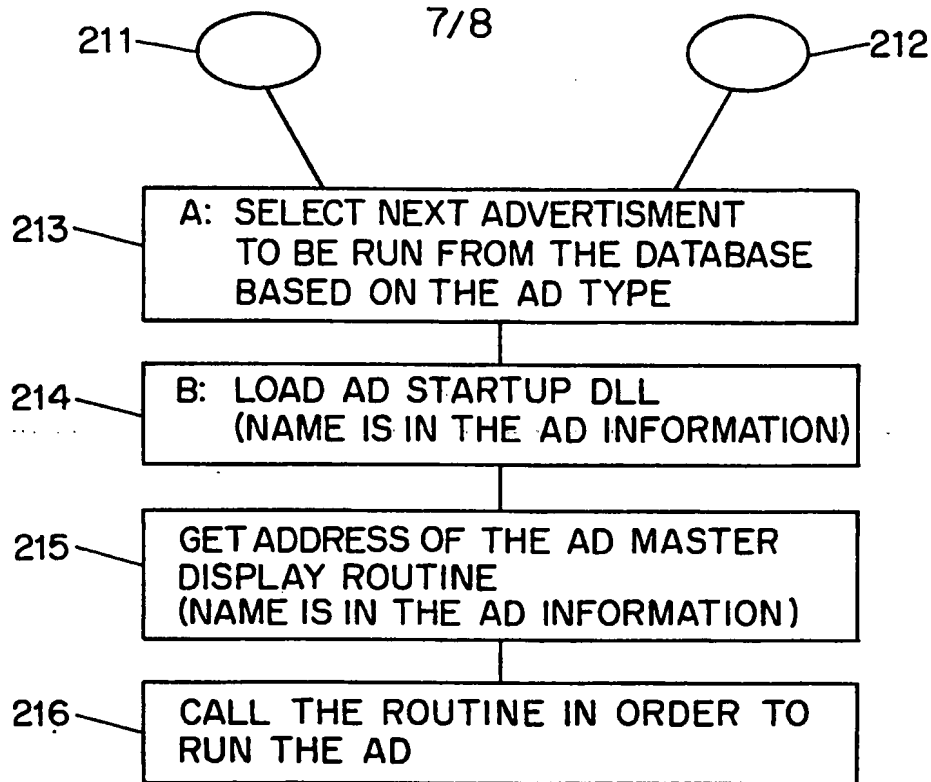 7/8
211
212
213
A: SELECT NEXT ADVERTISMENT
TO BE RUN FROM THE DATABASE
BASED ON THE AD TYPE
214
B: LOAD AD STARTUP DLL
(NAME IS IN THE AD INFORMATION)
215
GET ADDRESS OF THE AD MASTER
DISPLAY ROUTINE
(NAME IS IN THE AD INFORMATION)
216
CALL THE ROUTINE IN ORDER TO
RUN THE AD